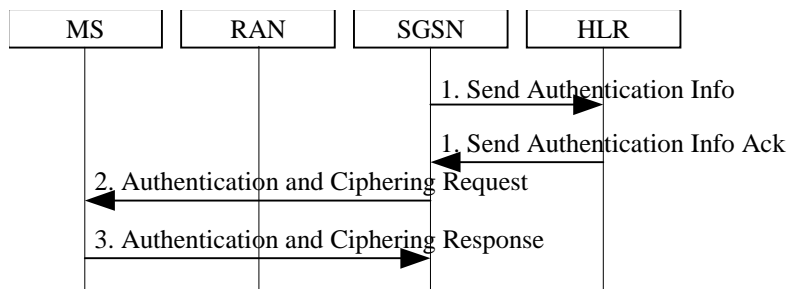 MS RAN SGSN HLR
1. Send Authentication Info
1. Send Authentication Info Ack
2. Authentication and Ciphering Request
3. Authentication and Ciphering Response